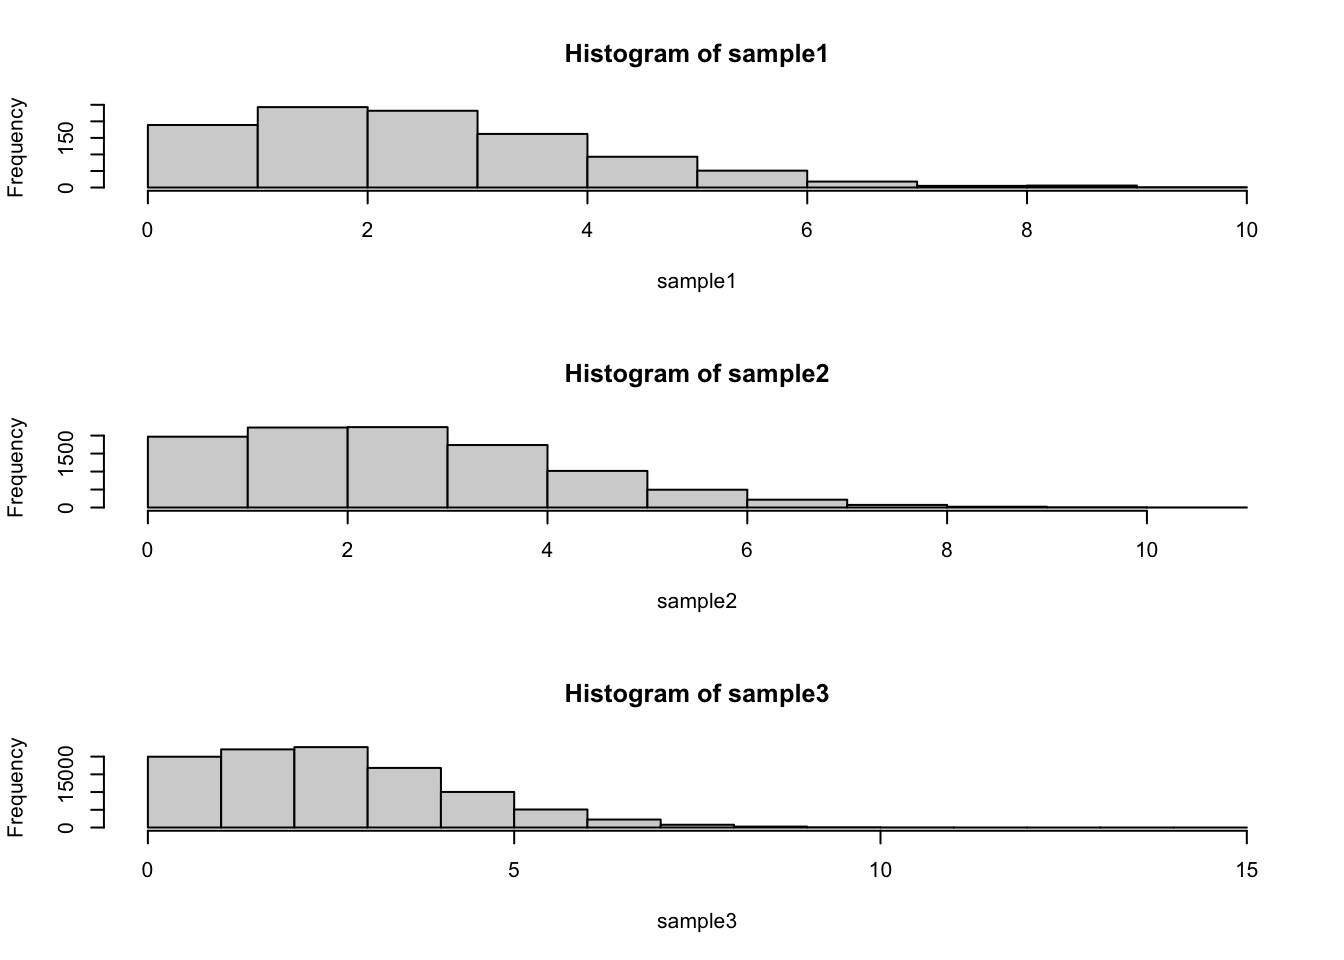 Histogram of sample1
Frequency
150
0
0 2 4 6 8 10
sample1
Histogram of sample2
Frequency
1500
0
0 2 4 6 8 10
sample2
Histogram of sample3
Frequency
15000
0
0 5 10 15
sample3